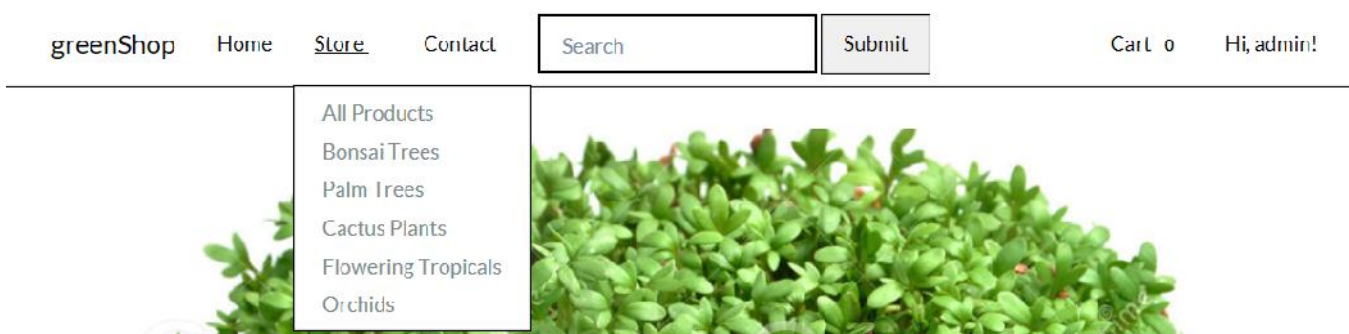 greenShop Home Store Contact Search Submit Cart 0 Hi, admin!
All Products
Bonsai Trees
Palm Trees
Cactus Plants
Flowering Tropicals
Orchids